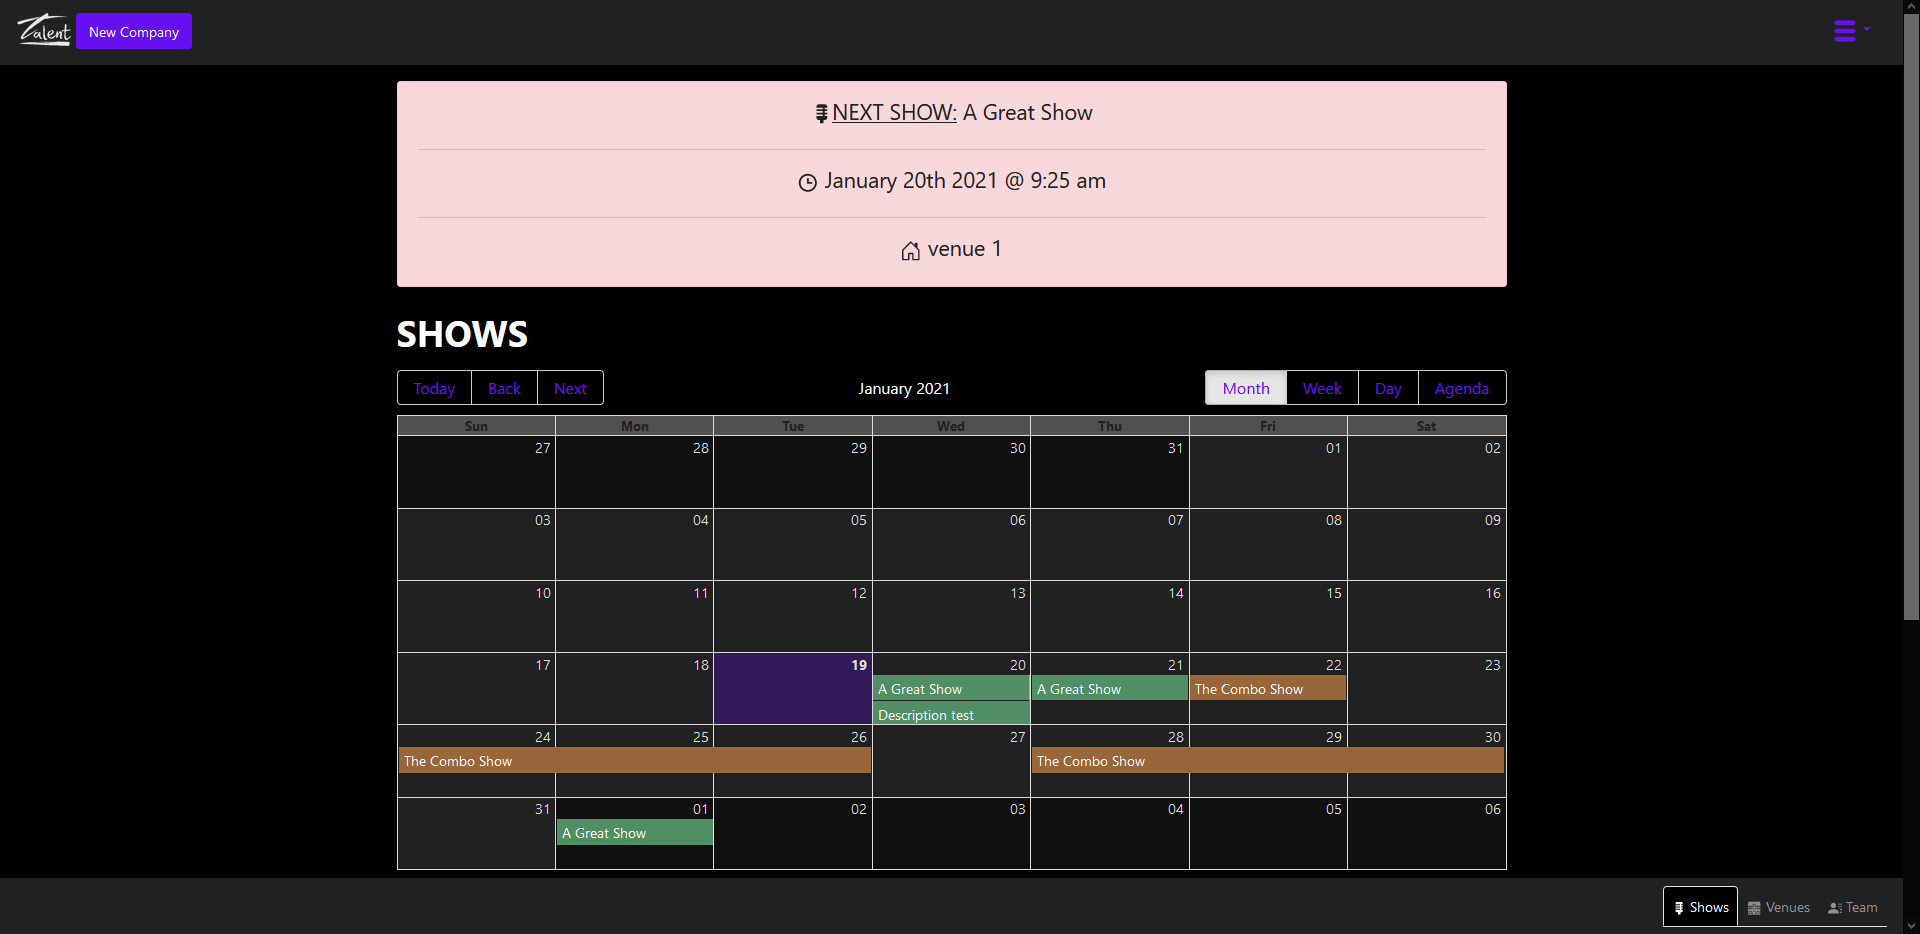 Talent New Company
NEXT SHOW: A Great Show
January 20th 2021 @ 9:25 am
venue 1
SHOWS
Today Back Next January 2021 Month Week Day Agenda
Sun Mon Tue Wed Thu Fri Sat
27 28 29 30 31 01 02
03 04 05 06 07 08 09
10 11 12 13 14 15 16
17 18 19 20 21 22 23
A Great Show A Great Show The Combo Show
Description test
24 25 26 27 28 29 30
The Combo Show The Combo Show
31 01 02 03 04 05 06
A Great Show
Shows Venues Team